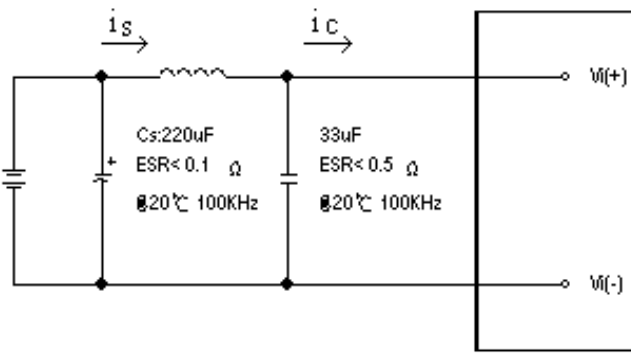 is
ic
Vi(+)
Cs:220uF
ESR<0.1 Ω
@20℃ 100KHz
+
33uF
ESR<0.5 Ω
@20℃ 100KHz
Vi(-)